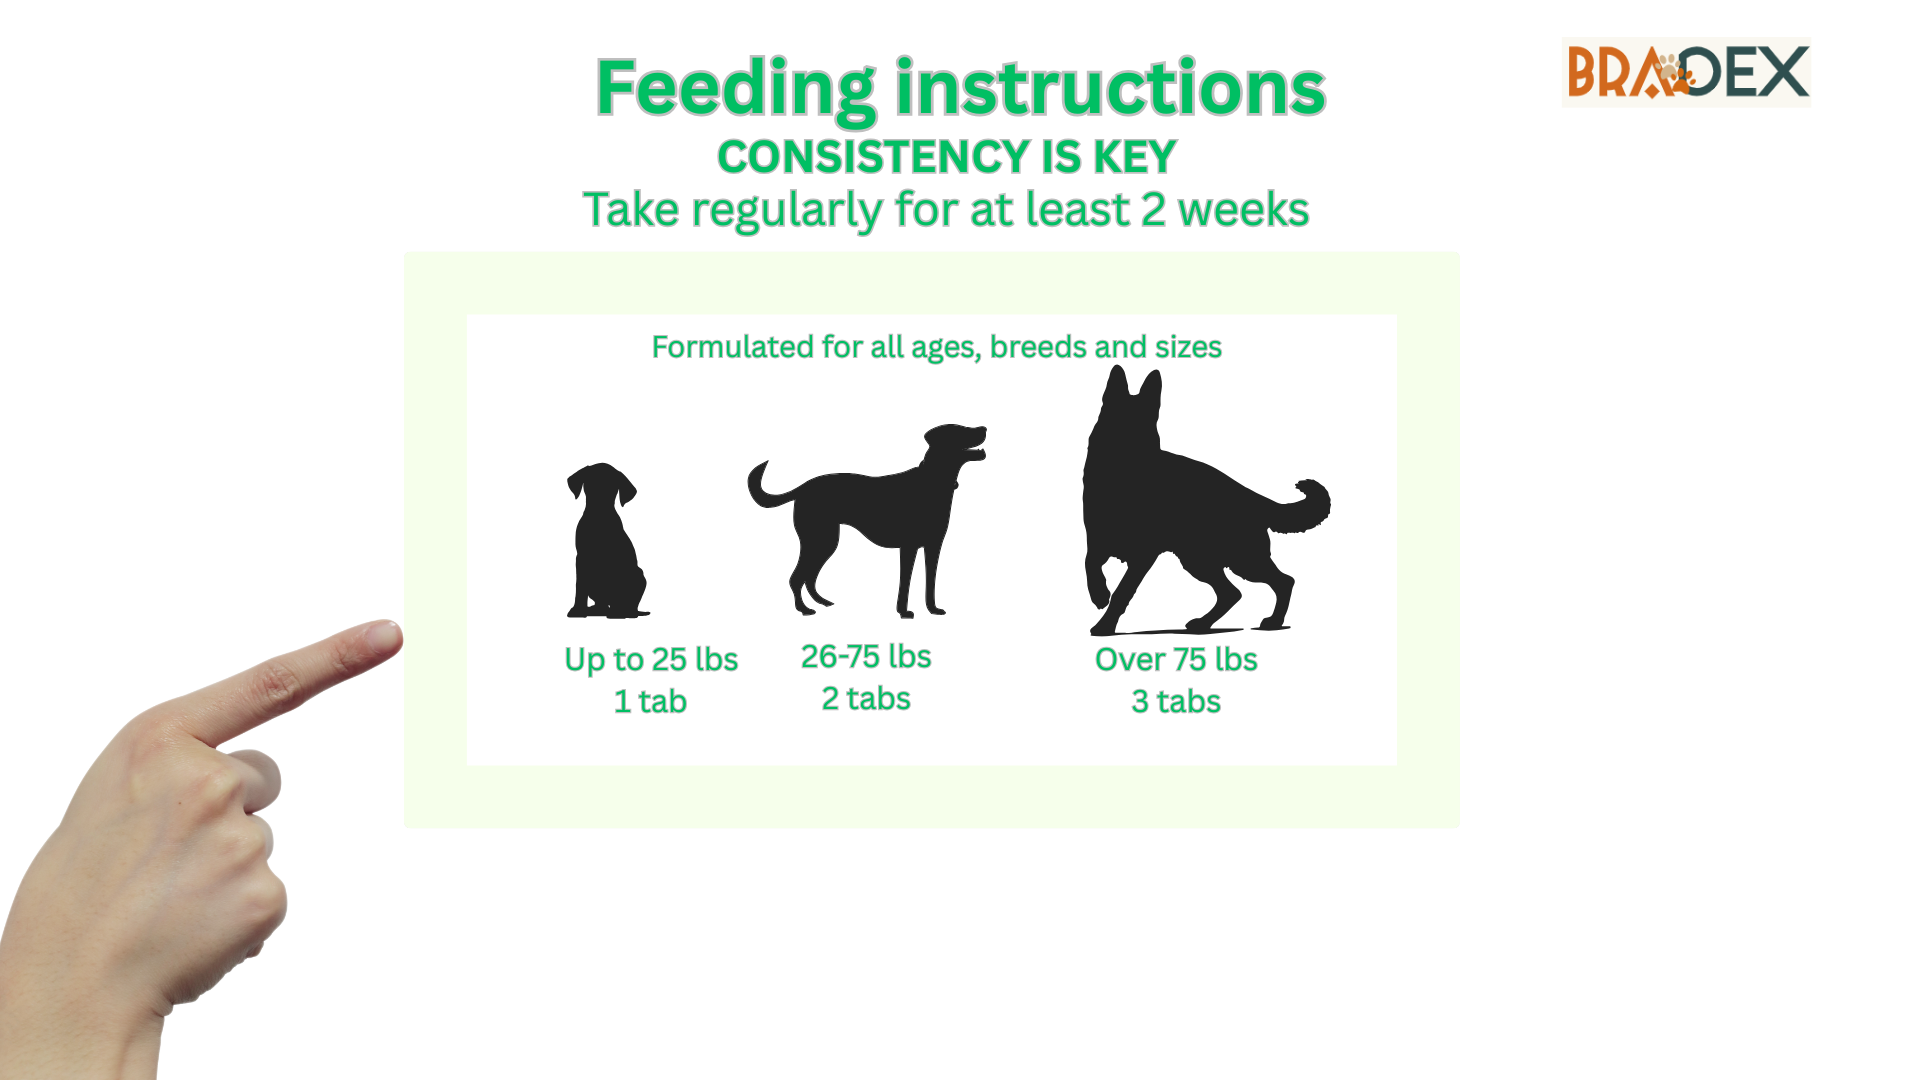 Feeding instructions
BRADEX
CONSISTENCY IS KEY
Take regularly for at least 2 weeks
Formulated for all ages, breeds and sizes
Up to 25 lbs
1 tab
26-75 lbs
2 tabs
Over 75 lbs
3 tabs